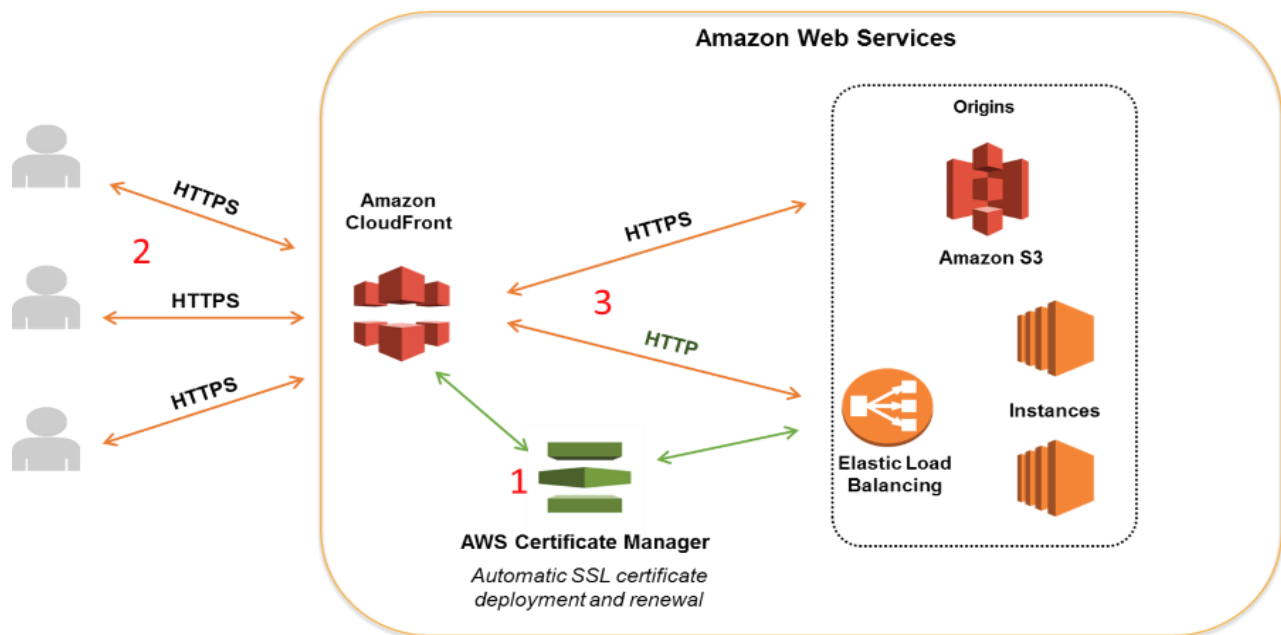 Amazon Web Services
Origins
Amazon S3
HTTPS
2
HTTPS
HTTPS
Amazon
CloudFront
HTTPS
3
HTTP
1
AWS Certificate Manager
Automatic SSL certificate
deployment and renewal
Elastic Load
Balancing
Instances